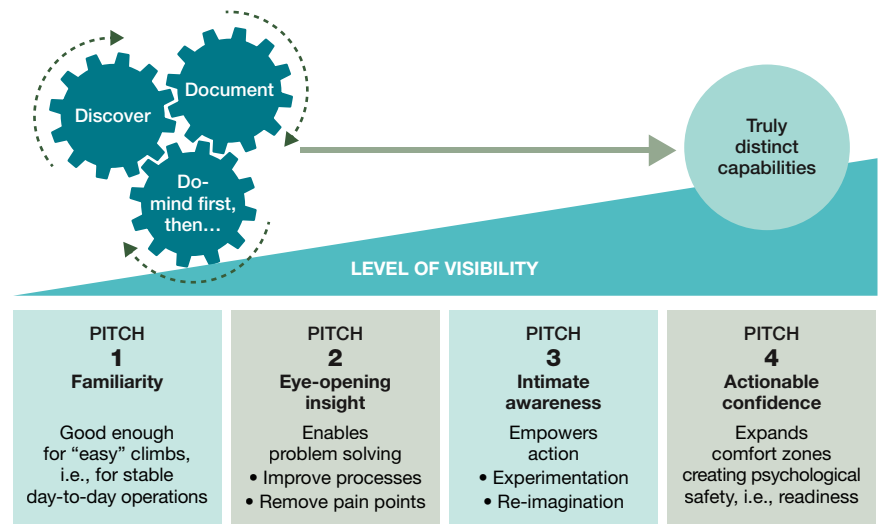 Discover
Document
Do-
mind first,
then…
Truly
distinct
capabilities
LEVEL OF VISIBILITY
PITCH
1
Familiarity
Good enough
for “easy” climbs,
i.e., for stable
day-to-day operations
PITCH
2
Eye-opening
insight
Enables
problem solving
• Improve processes
• Remove pain points
PITCH
3
Intimate
awareness
Empowers
action
• Experimentation
• Re-imagination
PITCH
4
Actionable
confidence
Expands
comfort zones
creating psychological
safety, i.e., readiness